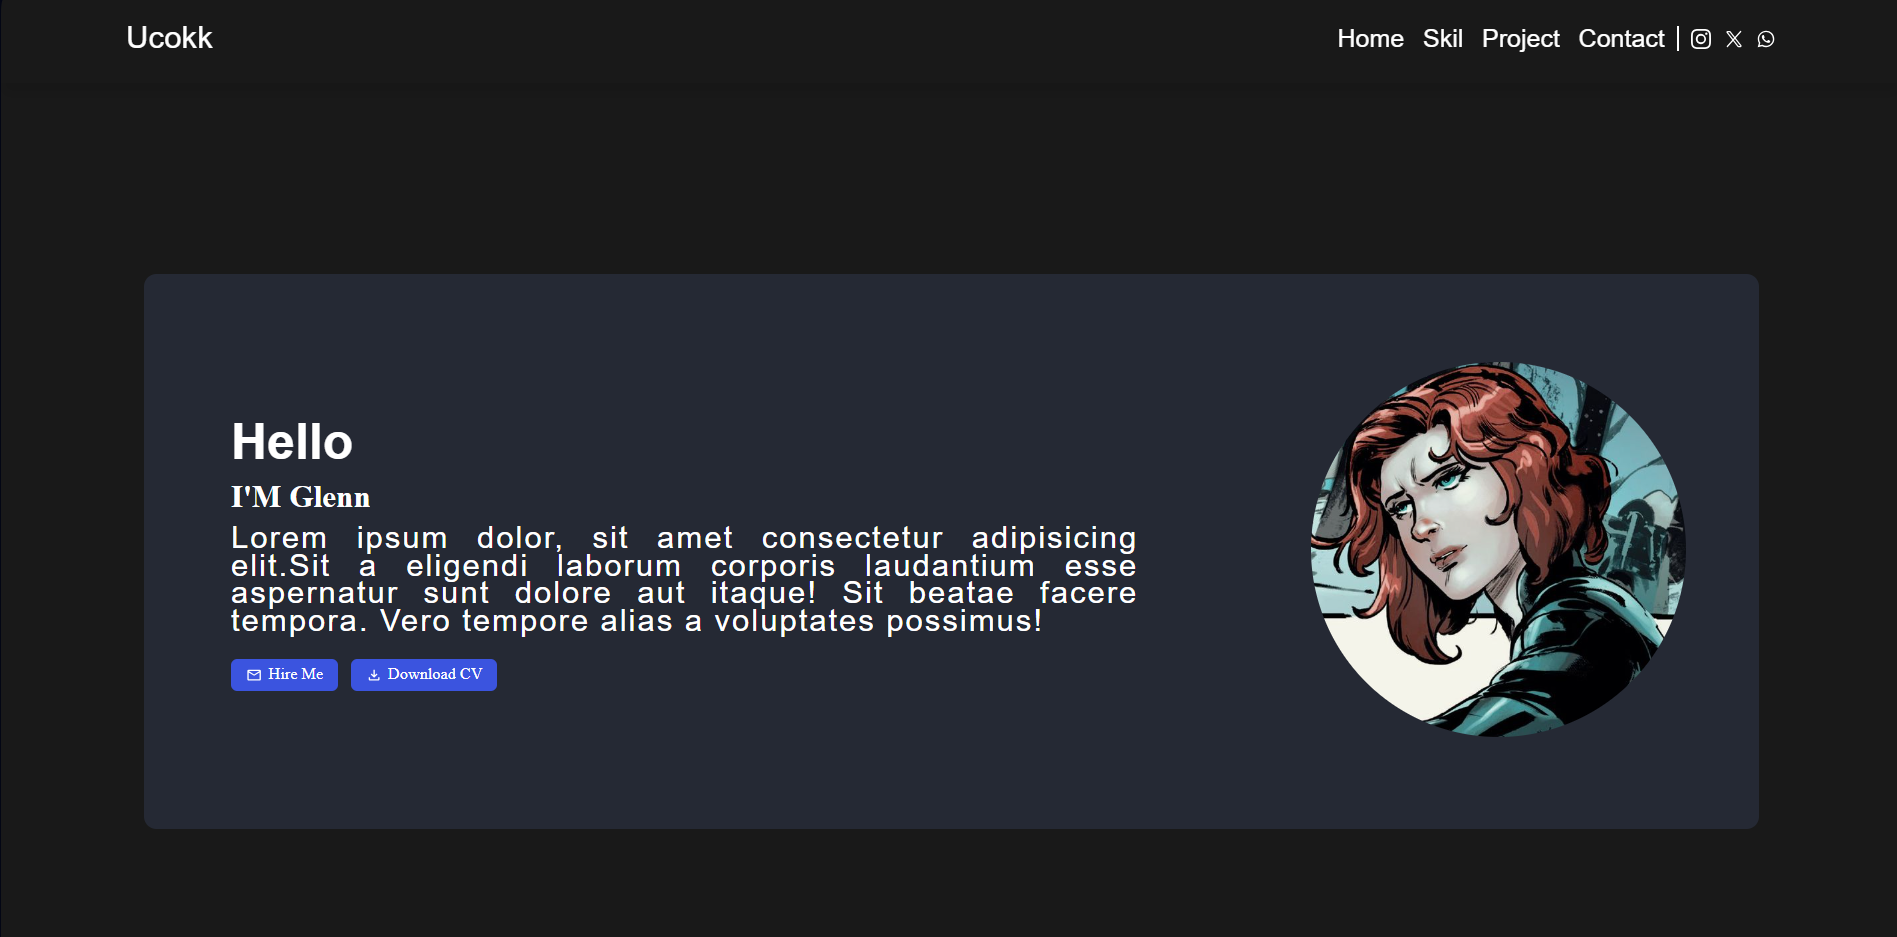 Ucokk
Home Skil Project Contact
Hello
I'M Glenn
Lorem ipsum dolor, sit amet consectetur adipisicing
elit.Sit a eligendi laborum corporis laudantium esse
aspernatur sunt dolore aut itaque! Sit beatae facere
tempora. Vero tempore alias a voluptates possimus!
Hire Me
Download CV